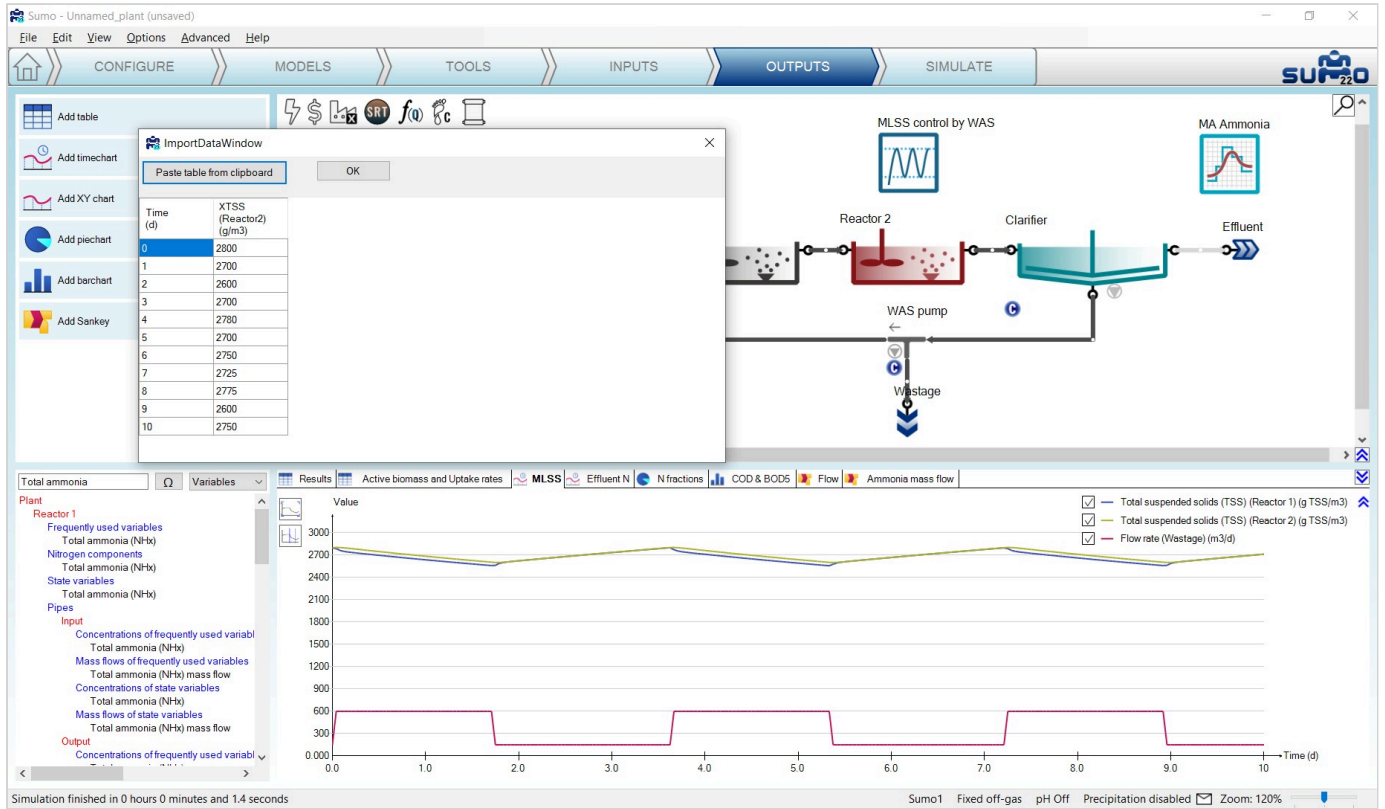 Sumo - Unnamed_plant (unsaved)
File Edit View Options Advanced Help
CONFIGURE MODELS TOOLS INPUTS OUTPUTS SIMULATE
SUMO 22
Add table
Add timechart
Add XY chart
Add piechart
Add barchart
Add Sankey
$ SRT f(Q) C
ImportDataWindow
Paste table from clipboard OK
Time (d) XTSS (Reactor2) (g/m3)
0 2800
1 2700
2 2600
3 2700
4 2780
5 2700
6 2750
7 2725
8 2775
9 2600
10 2750
MLSS control by WAS
MA Ammonia
Reactor 2
Clarifier
Effluent
WAS pump
C
C
Wastage
Total ammonia Ω Variables
Plant
Reactor 1
Frequently used variables
Total ammonia (NHx)
Nitrogen components
Total ammonia (NHx)
State variables
Total ammonia (NHx)
Pipes
Input
Concentrations of frequently used variabl
Total ammonia (NHx)
Mass flows of frequently used variables
Total ammonia (NHx) mass flow
Concentrations of state variables
Total ammonia (NHx)
Mass flows of state variables
Total ammonia (NHx) mass flow
Output
Concentrations of frequently used variabl
Results Active biomass and Uptake rates MLSS Effluent N N fractions COD & BOD5 Flow Ammonia mass flow
Value
Total suspended solids (TSS) (Reactor 1) (g TSS/m3)
Total suspended solids (TSS) (Reactor 2) (g TSS/m3)
Flow rate (Wastage) (m3/d)
3000
2700
2400
2100
1800
1500
1200
900
600
300
0.000
0.0 1.0 2.0 3.0 4.0 5.0 6.0 7.0 8.0 9.0 10
Time (d)
Simulation finished in 0 hours 0 minutes and 1.4 seconds
Sumo1 Fixed off-gas pH Off Precipitation disabled Zoom: 120%